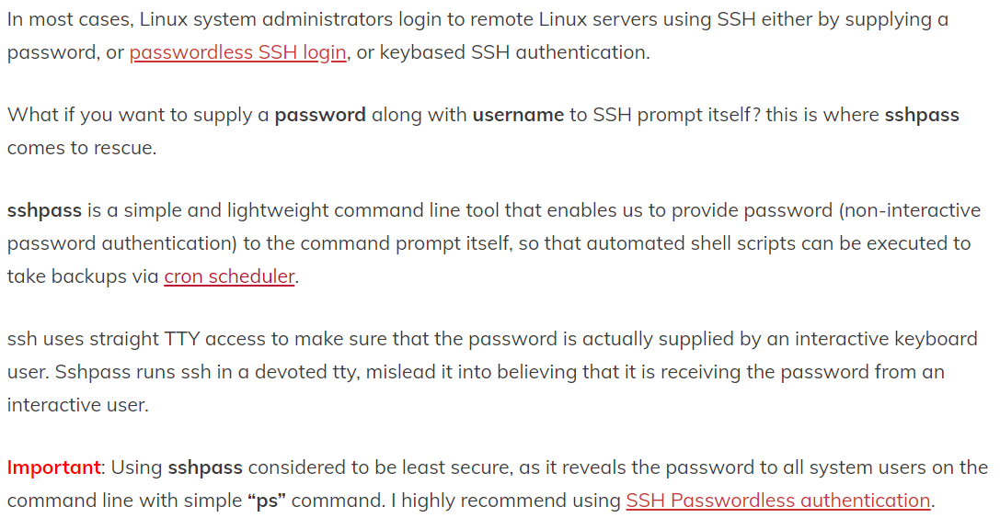 In most cases, Linux system administrators login to remote Linux servers using SSH either by supplying a
password, or passwordless SSH login, or keybased SSH authentication.
What if you want to supply a password along with username to SSH prompt itself? this is where sshpass
comes to rescue.
sshpass is a simple and lightweight command line tool that enables us to provide password (non-interactive
password authentication) to the command prompt itself, so that automated shell scripts can be executed to
take backups via cron scheduler.
ssh uses straight TTY access to make sure that the password is actually supplied by an interactive keyboard
user. Sshpass runs ssh in a devoted tty, mislead it into believing that it is receiving the password from an
interactive user.
Important: Using sshpass considered to be least secure, as it reveals the password to all system users on the
command line with simple “ps” command. I highly recommend using SSH Passwordless authentication.